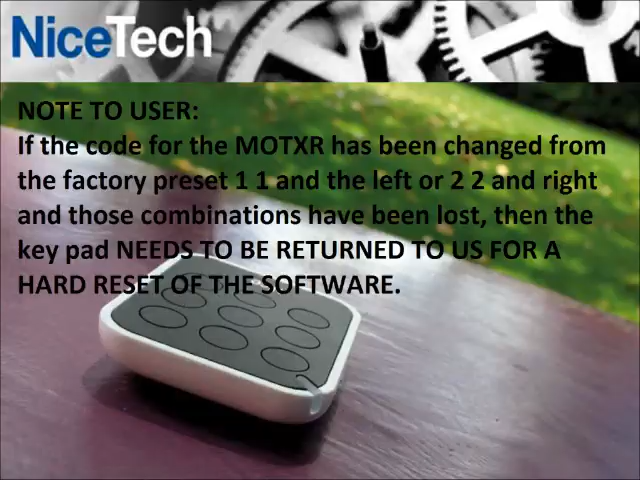 NiceTech
NOTE TO USER:
If the code for the MOTXR has been changed from
the factory preset 1 1 and the left or 2 2 and right
and those combinations have been lost, then the
key pad NEEDS TO BE RETURNED TO US FOR A
HARD RESET OF THE SOFTWARE.